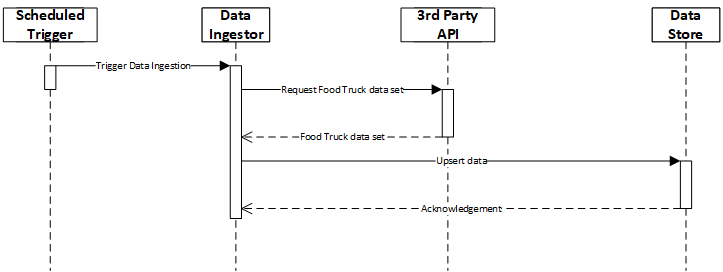 Scheduled
Trigger
Data
Ingestor
3rd Party
API
Data
Store
Trigger Data Ingestion
Request Food Truck data set
Food Truck data set
Upsert data
Acknowledgement